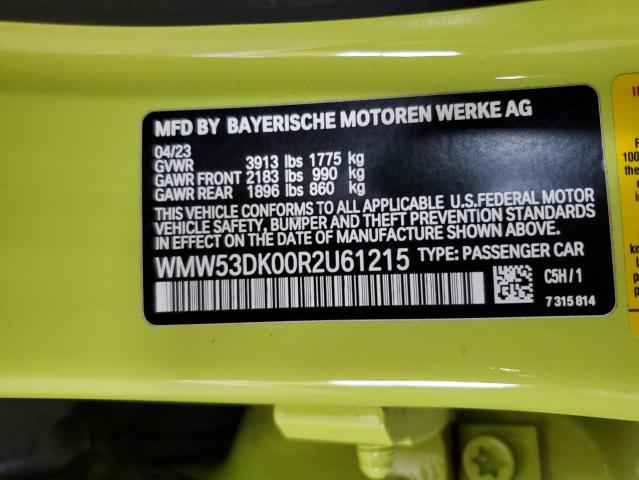 MFD BY BAYERISCHE MOTOREN WERKE AG
04/23
GVWR 3913 lbs 1775 kg
GAWR FRONT 2183 lbs 990 kg
GAWR REAR 1896 lbs 860 kg
THIS VEHICLE CONFORMS TO ALL APPLICABLE U.S.FEDERAL MOTOR
VEHICLE SAFETY, BUMPER AND THEFT PREVENTION STANDARDS
IN EFFECT ON THE DATE OF MANUFACTURE SHOWN ABOVE.
WMW53DK00R2U61215 TYPE: PASSENGER CAR
C5H/1
7 315 814
100
the